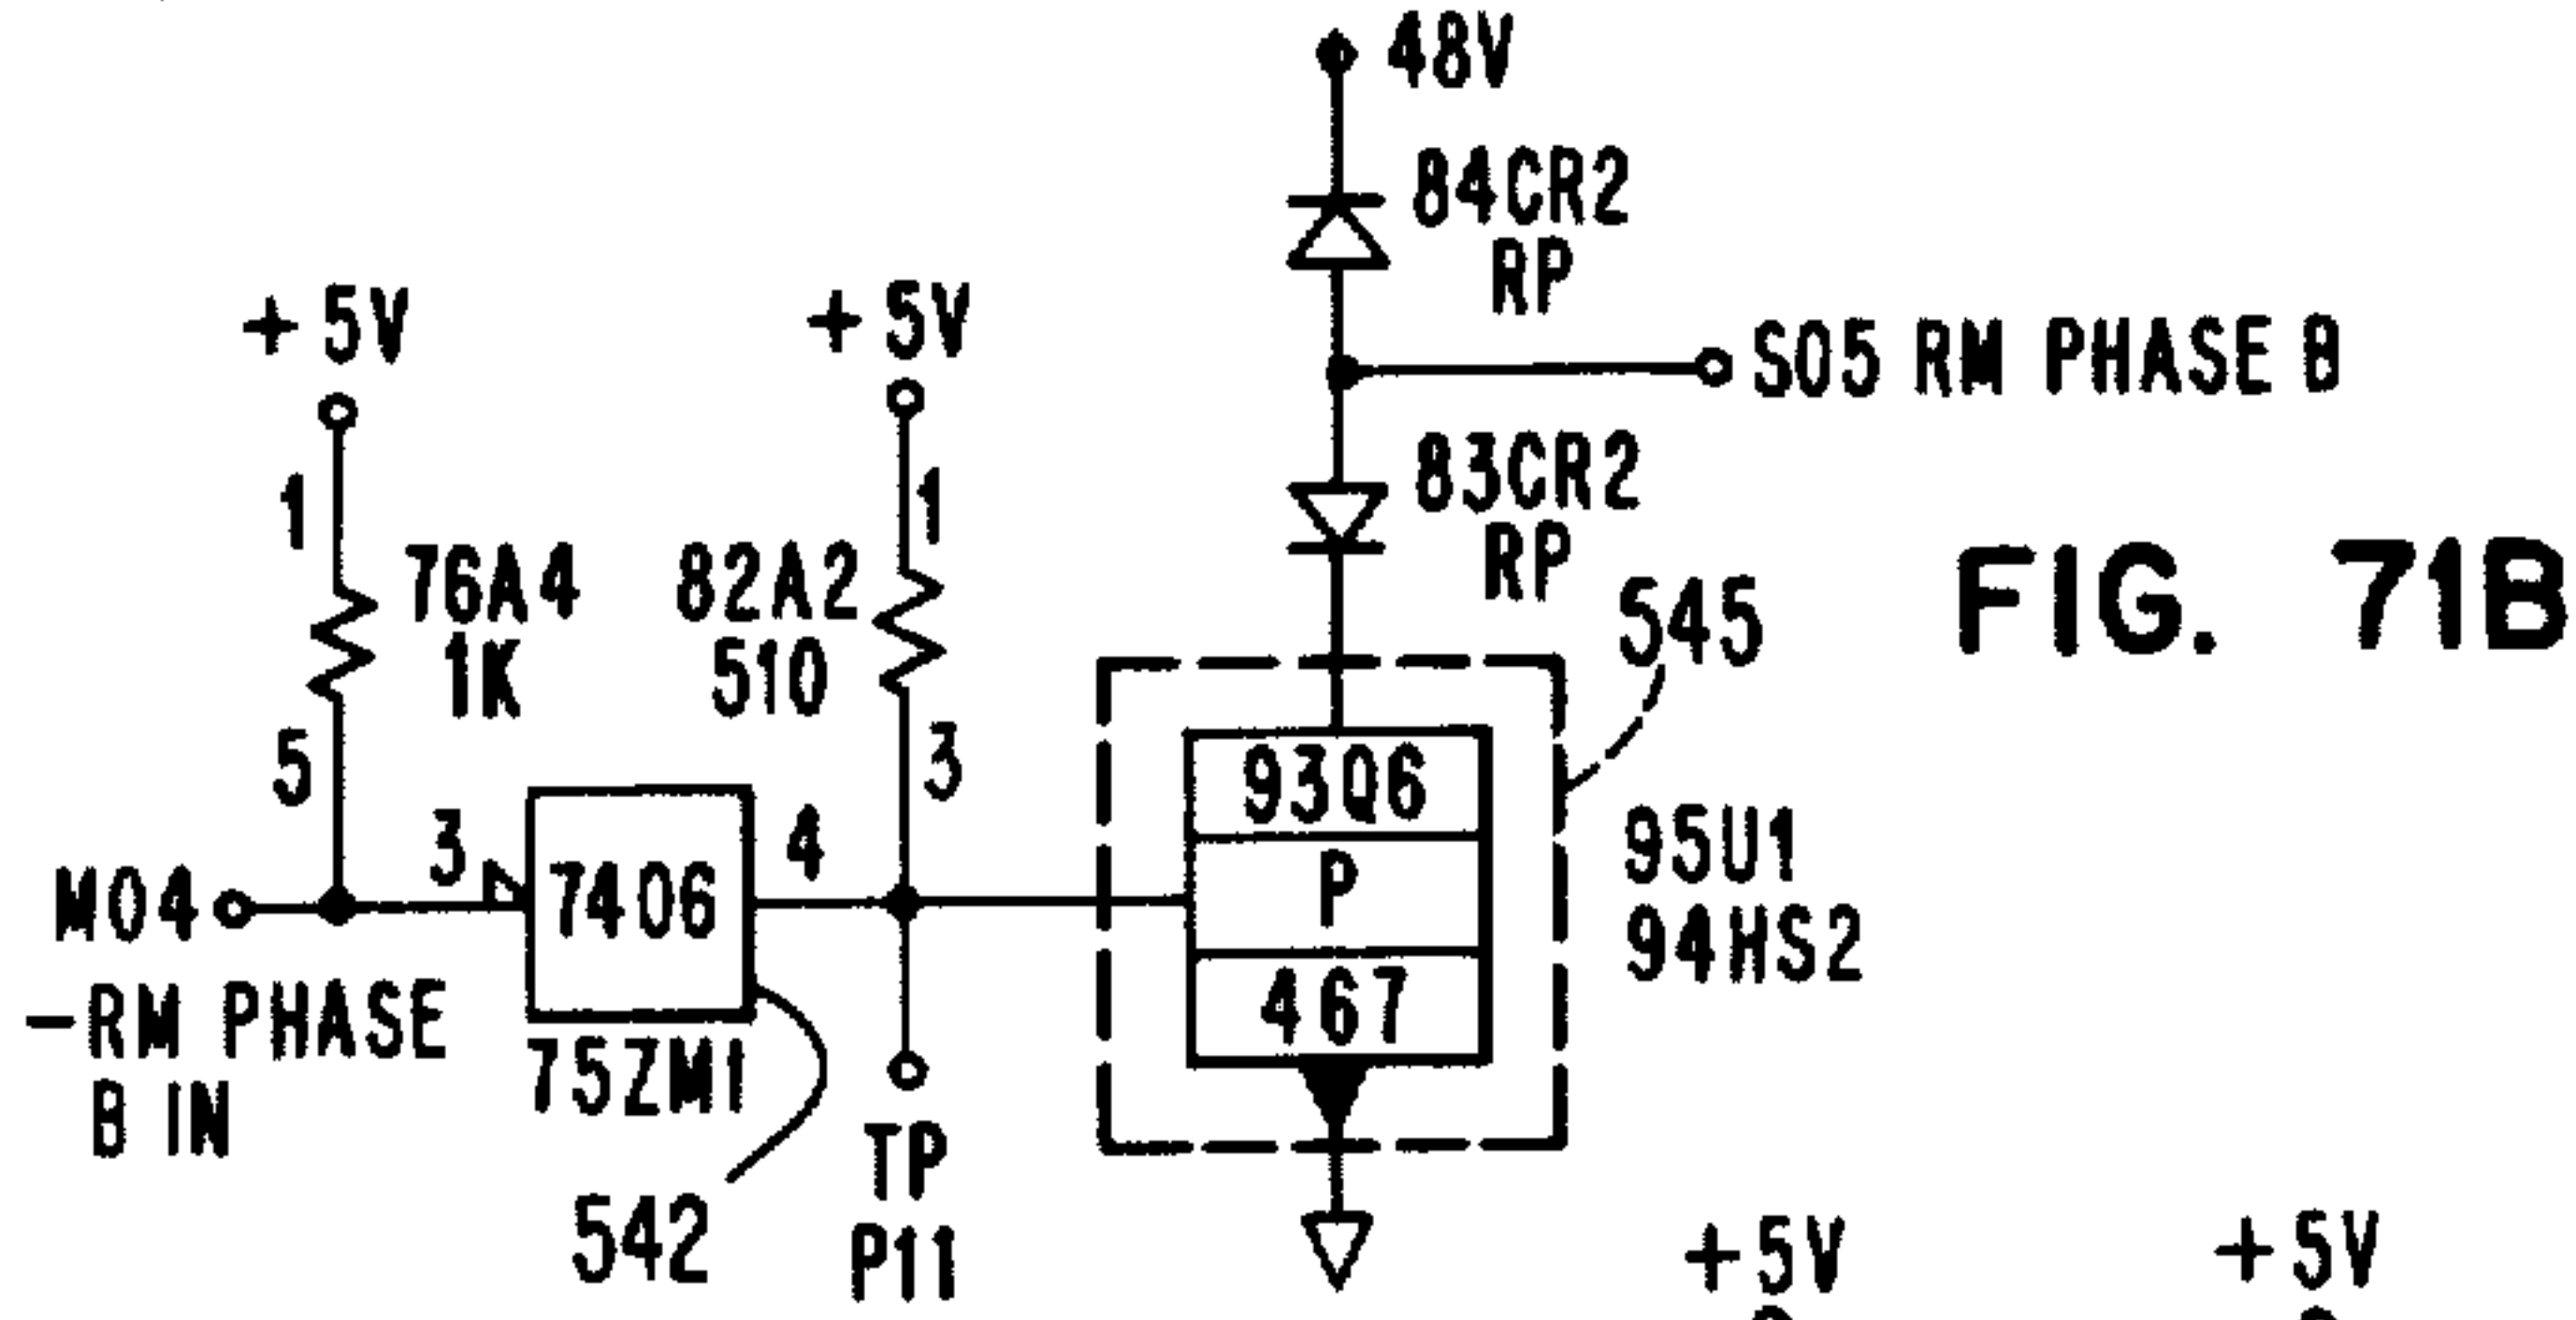 48V
84CR2
RP
+5V
+5V
S05 RM PHASE B
1
1
83CR2
RP
76A4
1K
82A2
510
545
FIG. 71B
5
3
93Q6
P
467
95U1
94HS2
M04
3
7406
4
-RM PHASE
B IN
75ZM1
542
TP
P11
+5V
+5V